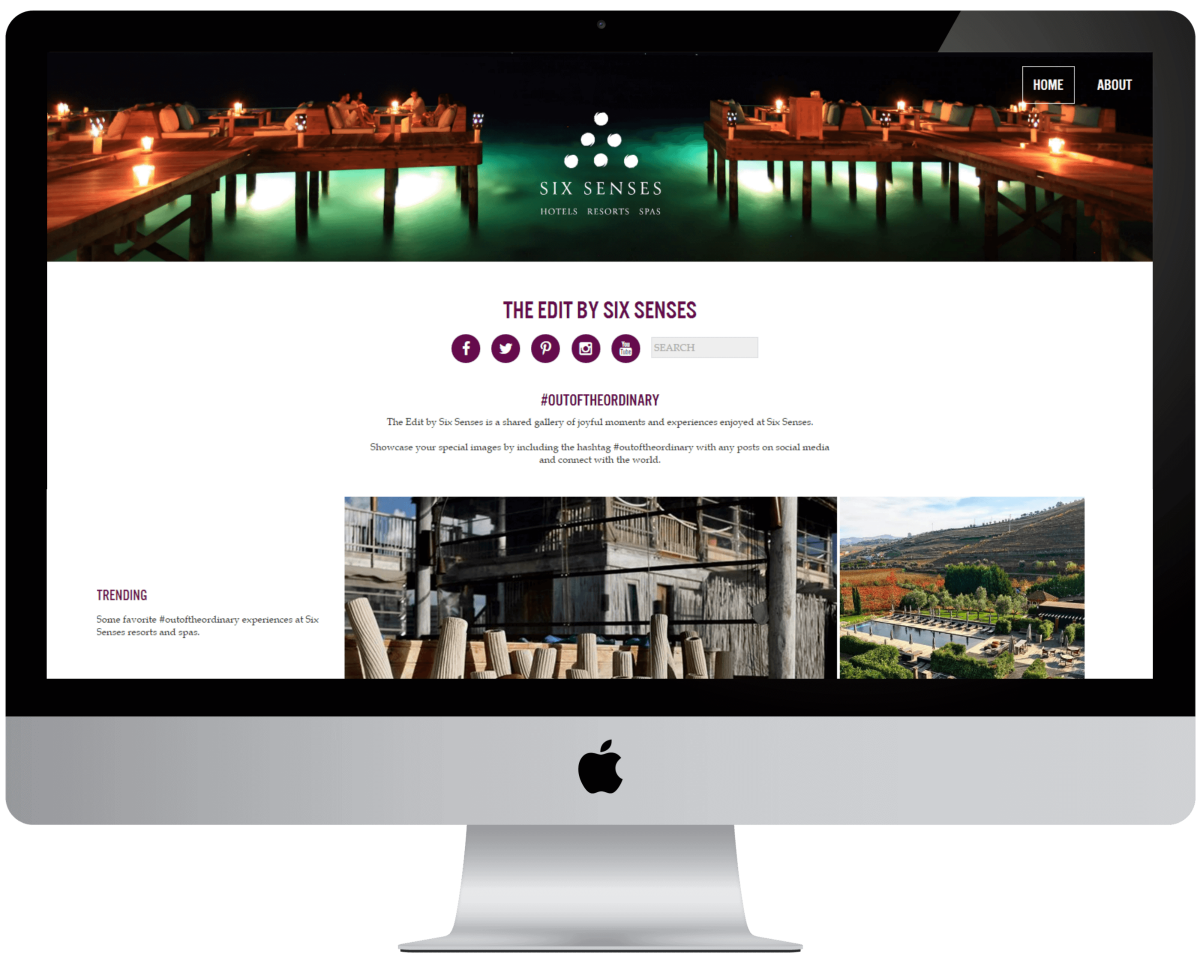 HOME ABOUT
SIX SENSES
HOTELS RESORTS SPAS
THE EDIT BY SIX SENSES
You
Tube
SEARCH
#OUTOFTHEORDINARY
The Edit by Six Senses is a shared gallery of joyful moments and experiences enjoyed at Six Senses.
Showcase your special images by including the hashtag #outoftheordinary with any posts on social media
and connect with the world.
TRENDING
Some favorite #outoftheordinary experiences at Six
Senses resorts and spas.